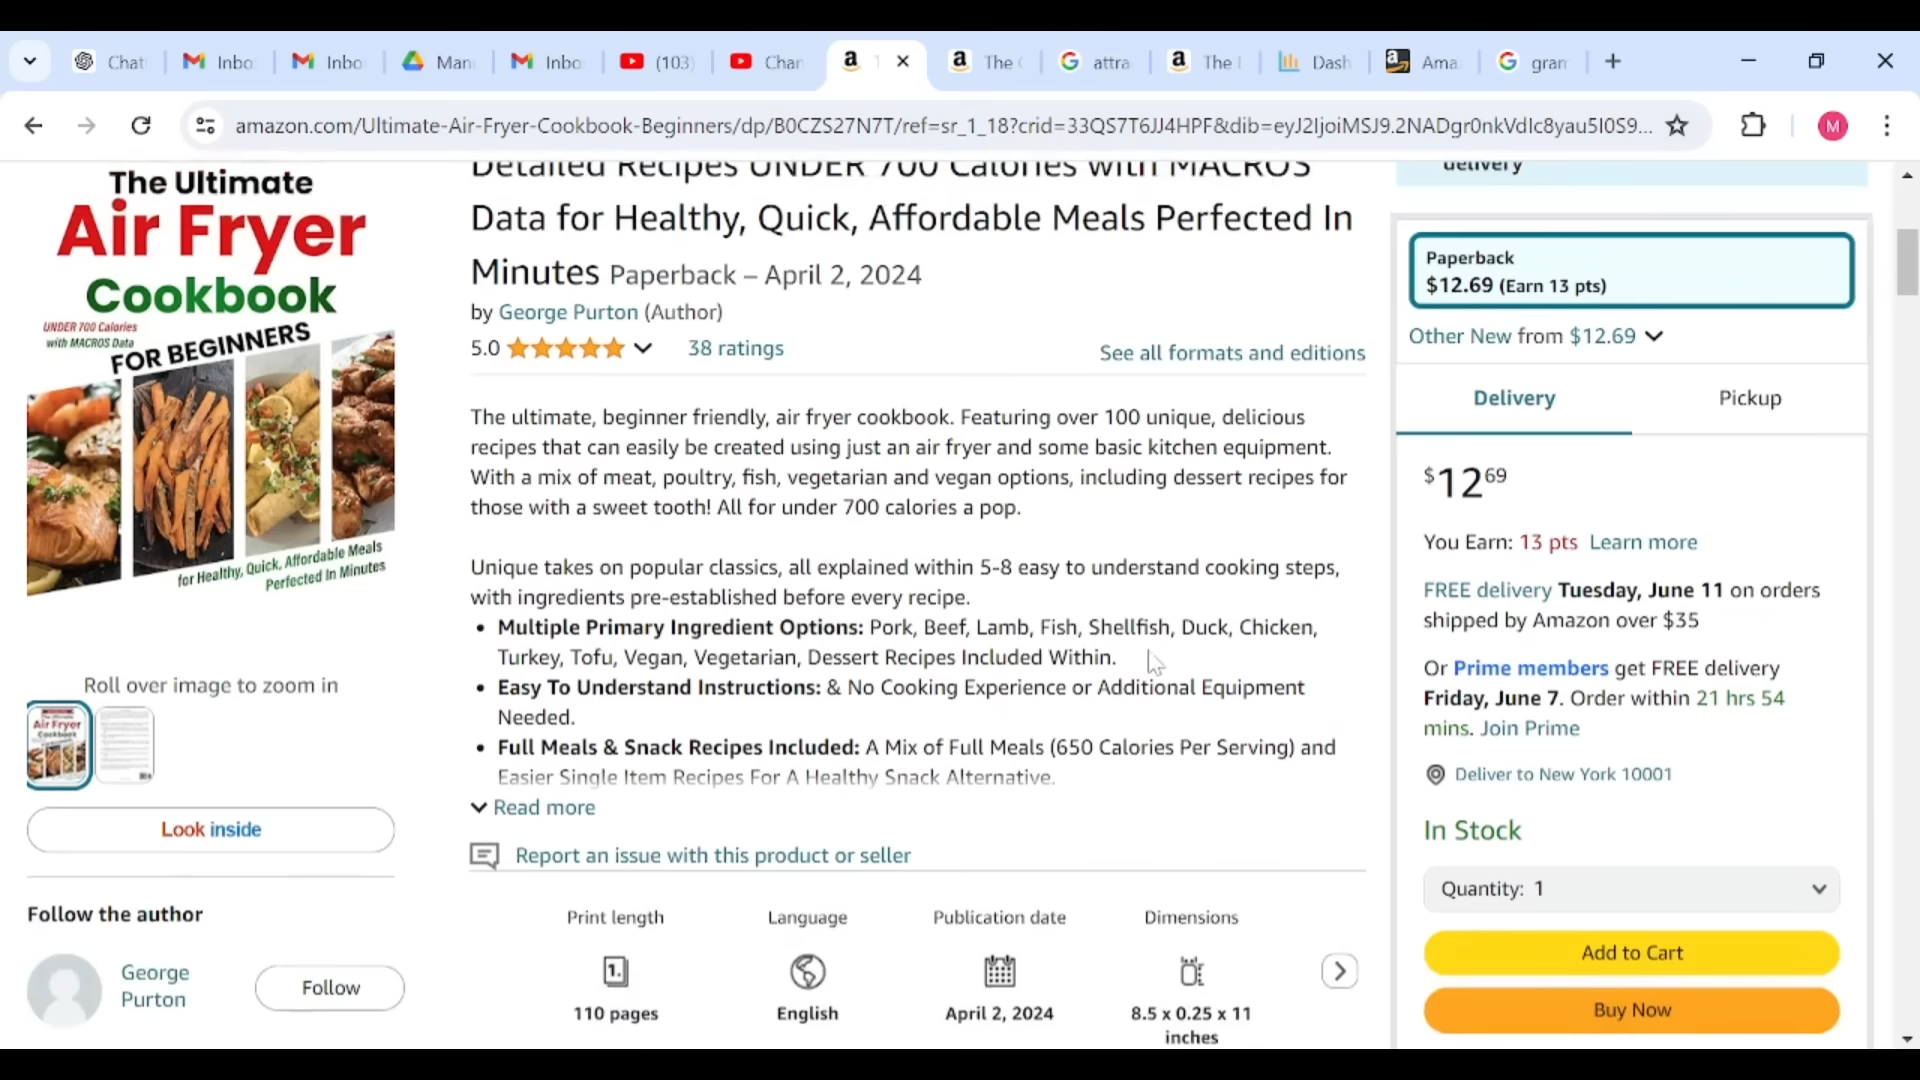 Chat
Inbo
Inbo
Man
Inbo
(103)
Chan
The
attra
The
Dash
Ama
gran
amazon.com/Ultimate-Air-Fryer-Cookbook-Beginners/dp/B0CZS27N7T/ref=sr_1_18?crid=33QS7T6JJ4HPF&dib=eyJ2IjoiMSJ9.2NADgr0nkVdIc8yau5I0S9...
M
The Ultimate
Air Fryer
Cookbook
UNDER 700 Calories
with MACROS Data
FOR BEGINNERS
for Healthy, Quick, Affordable Meals
Perfected In Minutes
Roll over image to zoom in
Look inside
Follow the author
George
Purton
Follow
Detailed Recipes UNDER 700 Calories with MACROS
Data for Healthy, Quick, Affordable Meals Perfected In
Minutes Paperback – April 2, 2024
by George Purton (Author)
5.0 38 ratings
See all formats and editions
The ultimate, beginner friendly, air fryer cookbook. Featuring over 100 unique, delicious
recipes that can easily be created using just an air fryer and some basic kitchen equipment.
With a mix of meat, poultry, fish, vegetarian and vegan options, including dessert recipes for
those with a sweet tooth! All for under 700 calories a pop.
Unique takes on popular classics, all explained within 5-8 easy to understand cooking steps,
with ingredients pre-established before every recipe.
• Multiple Primary Ingredient Options: Pork, Beef, Lamb, Fish, Shellfish, Duck, Chicken,
Turkey, Tofu, Vegan, Vegetarian, Dessert Recipes Included Within.
• Easy To Understand Instructions: & No Cooking Experience or Additional Equipment
Needed.
• Full Meals & Snack Recipes Included: A Mix of Full Meals (650 Calories Per Serving) and
Easier Single Item Recipes For A Healthy Snack Alternative.
Read more
Report an issue with this product or seller
Print length
1.
110 pages
Language
English
Publication date
April 2, 2024
Dimensions
8.5 x 0.25 x 11
inches
delivery
Paperback
$12.69 (Earn 13 pts)
Other New from $12.69
Delivery
Pickup
$12 69
You Earn: 13 pts Learn more
FREE delivery Tuesday, June 11 on orders
shipped by Amazon over $35
Or Prime members get FREE delivery
Friday, June 7. Order within 21 hrs 54
mins. Join Prime
Deliver to New York 10001
In Stock
Quantity: 1
Add to Cart
Buy Now